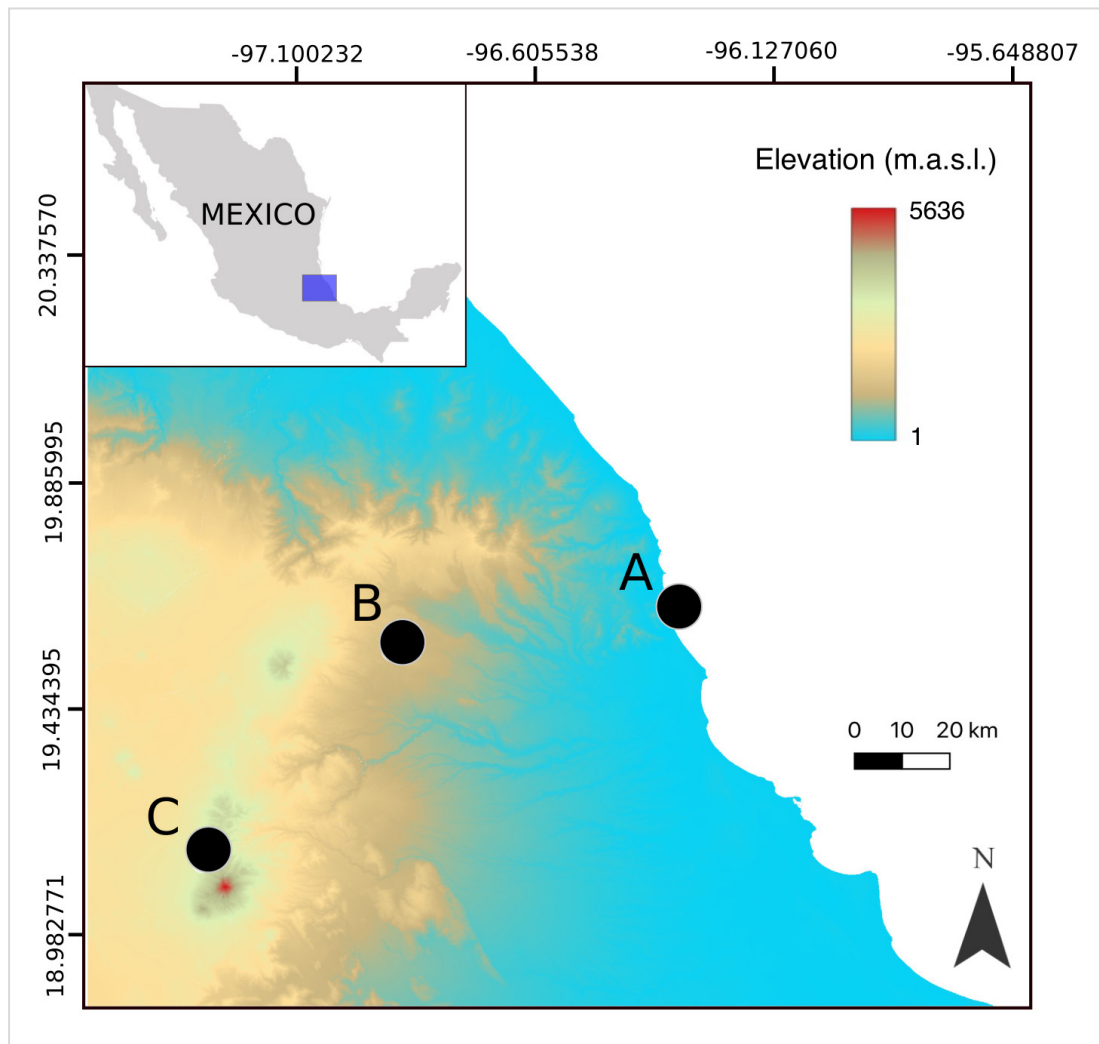 -97.100232 -96.605538 -96.127060 -95.648807
20.337570
19.885995
19.434395
18.982771
MEXICO
Elevation (m.a.s.l.)
5636
1
A
B
C
0 10 20 km
N